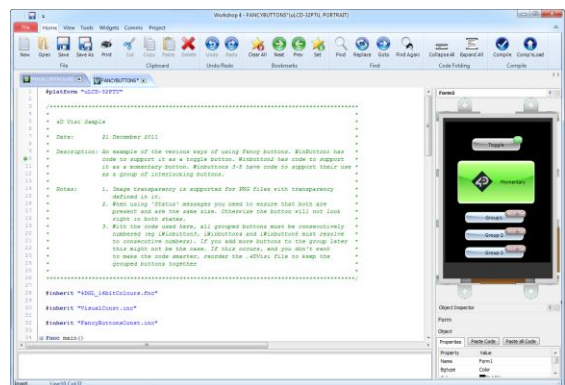 Workshop 4 - FANCYBUTTONS*(uLCD-32PTU, PORTRAIT)
File Home View Tools Widgets Comms Project
New Open Save Save As Print Cut Copy Paste Delete Undo Redo Clear All Next Prev Set Find Replace Goto Find Again Collapse All Expand All Compile Comp'nLoad
File Clipboard Undo/Redo Bookmarks Find Code Folding Compile
FANCYBUTTONS*
#platform "uLCD-32PTU"
4D Visi Sample
Date: 21 December 2011
Description: An example of the various ways of using Fancy buttons. WinButton1 has
code to support it as a toggle button. Winbutton2 has code to support
it as a momentary button. Winbuttons 3-5 have code to support their use
as a group of interlocking buttons.
Notes: 1. Image transparency is supported for PNG files with transparency
defined in it.
2. When using 'Status' messages you need to ensure that both are
present and are the same size. Otherwise the button will not look
right in both states.
3. With the code used here, all grouped buttons must be consecutively
numbered (eg iWinbutton3, iWinbutton4 and iWinbutton5 must resolve
to consecutive numbers). If you add more buttons to the group later
this might not be the case. If this occurs, and you don't want
to make the code smarter, reorder the .4DVisi file to keep the
grouped buttons together
#inherit "4DGL_16bitColours.fnc"
#inherit "VisualConst.inc"
#inherit "FancyButtonsConst.inc"
func main()
Form1
Toggle
4D Momentary
Group 1
Group 2
Group 3
Object Inspector
Form
Object
Properties Paste Code Paste all Code
Property Value
Name Form1
Bgtype Color
Insert